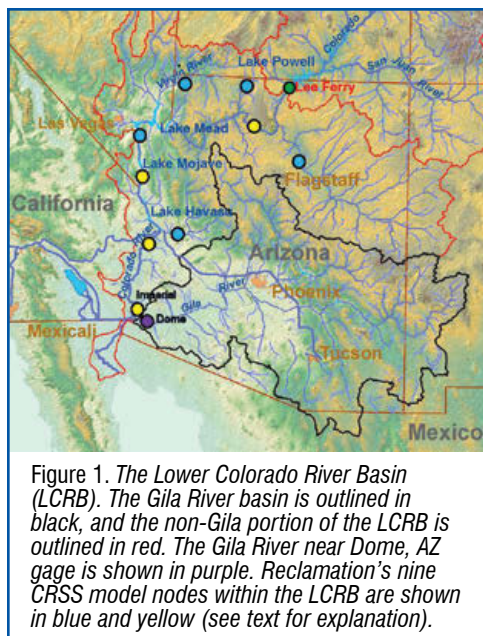 Colorado
Lake Powell
Virgin River
San Juan River
Lee Ferry
Las Vegas
Lake Mead
Lake Mojave
Flagstaff
California
Lake Havasu
Arizona
Colorado River
Imperial
Gila River
Phoenix
Dome
Mexicali
Tucson
Mexico
Figure 1. The Lower Colorado River Basin
(LCRB). The Gila River basin is outlined in
black, and the non-Gila portion of the LCRB is
outlined in red. The Gila River near Dome, AZ
gage is shown in purple. Reclamation's nine
CRSS model nodes within the LCRB are shown
in blue and yellow (see text for explanation).